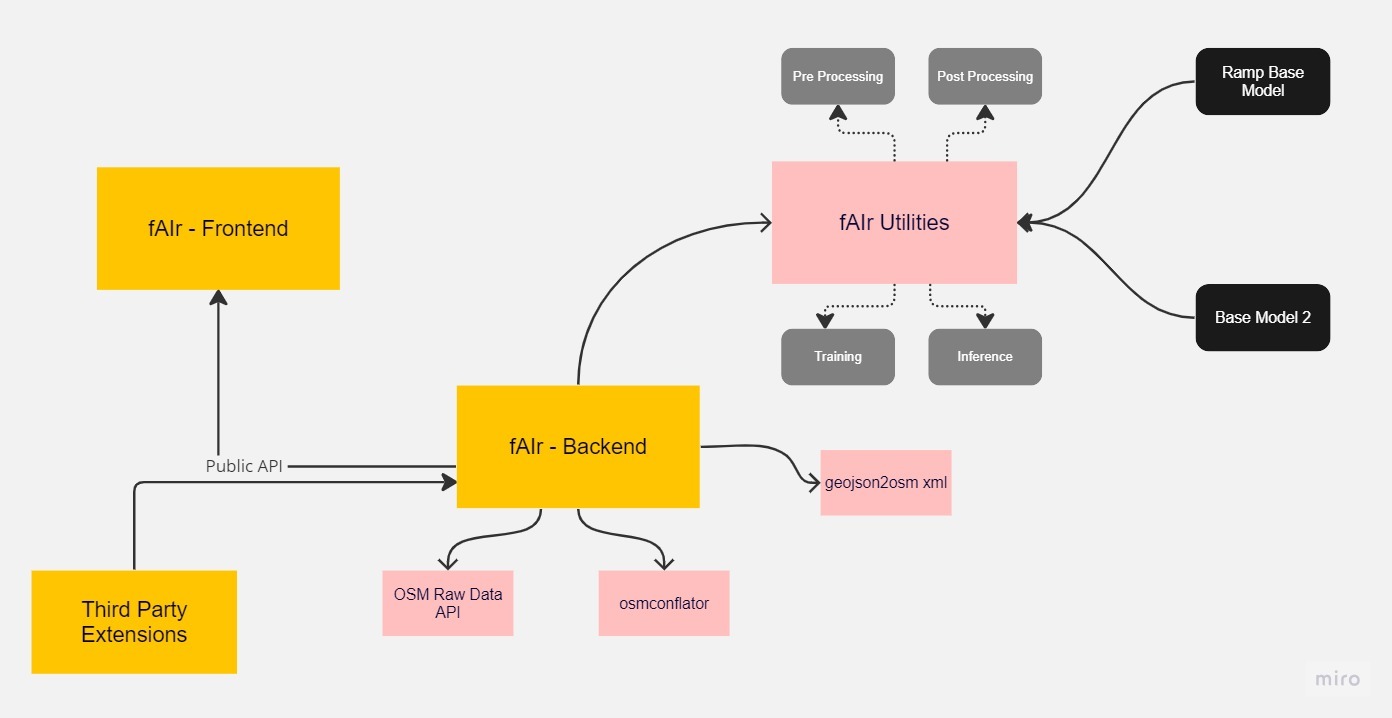 Pre Processing
Post Processing
Ramp Base
Model
fAIr - Frontend
fAIr Utilities
Base Model 2
Training
Inference
fAIr - Backend
Public API
geojson2osm xml
OSM Raw Data
API
osmconflator
Third Party
Extensions
miro